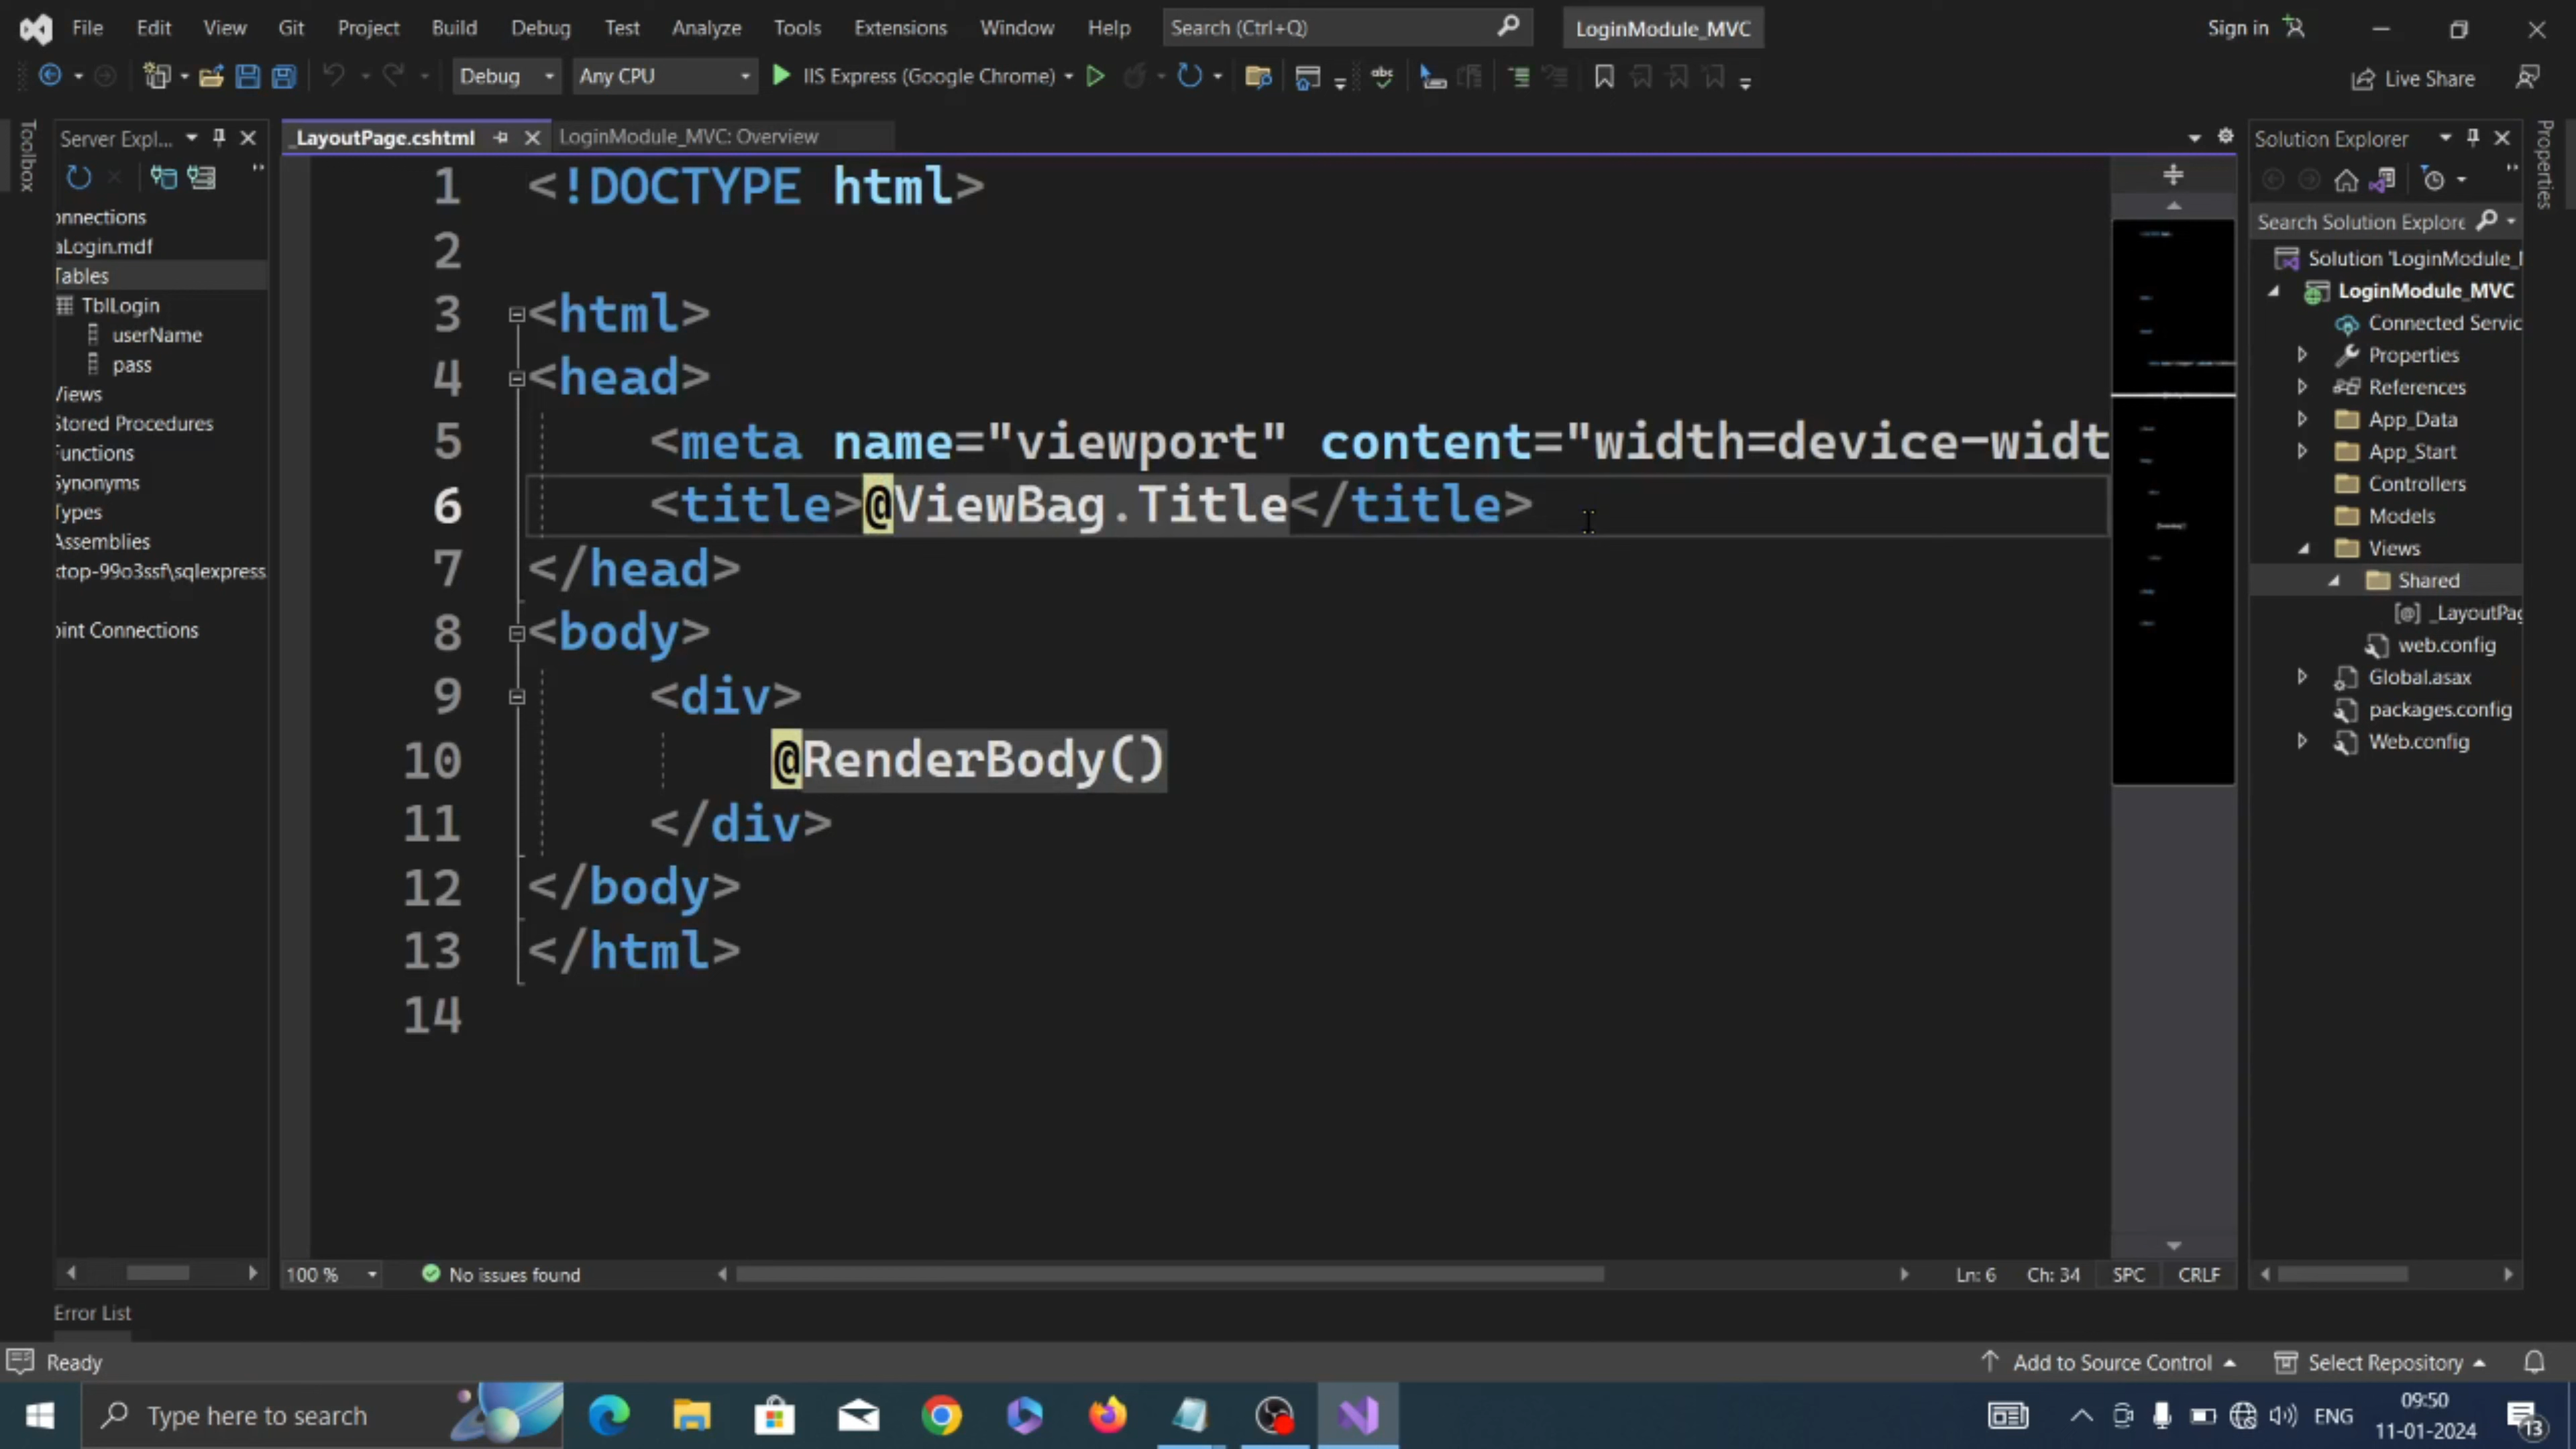 File Edit View Git Project Build Debug Test Analyze Tools Extensions Window Help Search (Ctrl+Q) LoginModule_MVC Sign in
Debug Any CPU IIS Express (Google Chrome) Live Share
Toolbox
Server Expl...
onnections
aLogin.mdf
Tables
TblLogin
userName
pass
Views
Stored Procedures
Functions
Synonyms
Types
Assemblies
ktop-99o3ssf\sqlexpress
oint Connections
_LayoutPage.cshtml LoginModule_MVC: Overview
1 <!DOCTYPE html>
2
3 <html>
4 <head>
5 <meta name="viewport" content="width=device-widt
6 <title>@ViewBag.Title</title>
7 </head>
8 <body>
9 <div>
10 @RenderBody()
11 </div>
12 </body>
13 </html>
14
100 % No issues found Ln: 6 Ch: 34 SPC CRLF
Solution Explorer
Search Solution Explore
Solution 'LoginModule_
LoginModule_MVC
Connected Servic
Properties
References
App_Data
App_Start
Controllers
Models
Views
Shared
[@] _LayoutPag
web.config
Global.asax
packages.config
Web.config
Properties
Error List
Ready Add to Source Control Select Repository
Type here to search ENG 09:50
11-01-2024 13